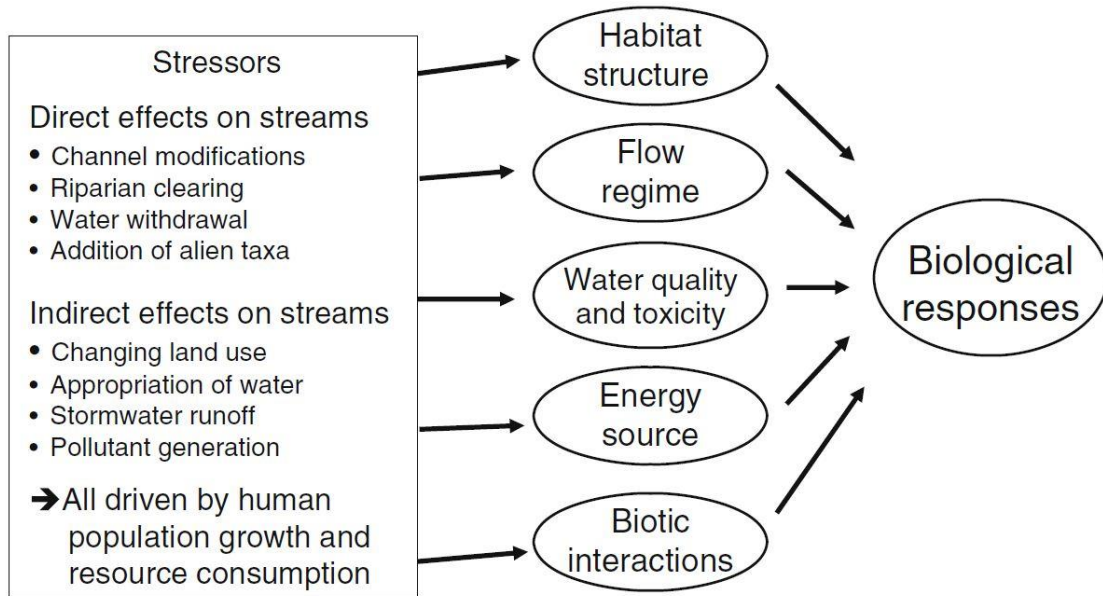 Stressors
Direct effects on streams
• Channel modifications
• Riparian clearing
• Water withdrawal
• Addition of alien taxa
Indirect effects on streams
• Changing land use
• Appropriation of water
• Stormwater runoff
• Pollutant generation
➔ All driven by human
population growth and
resource consumption
Habitat
structure
Flow
regime
Water quality
and toxicity
Energy
source
Biotic
interactions
Biological
responses